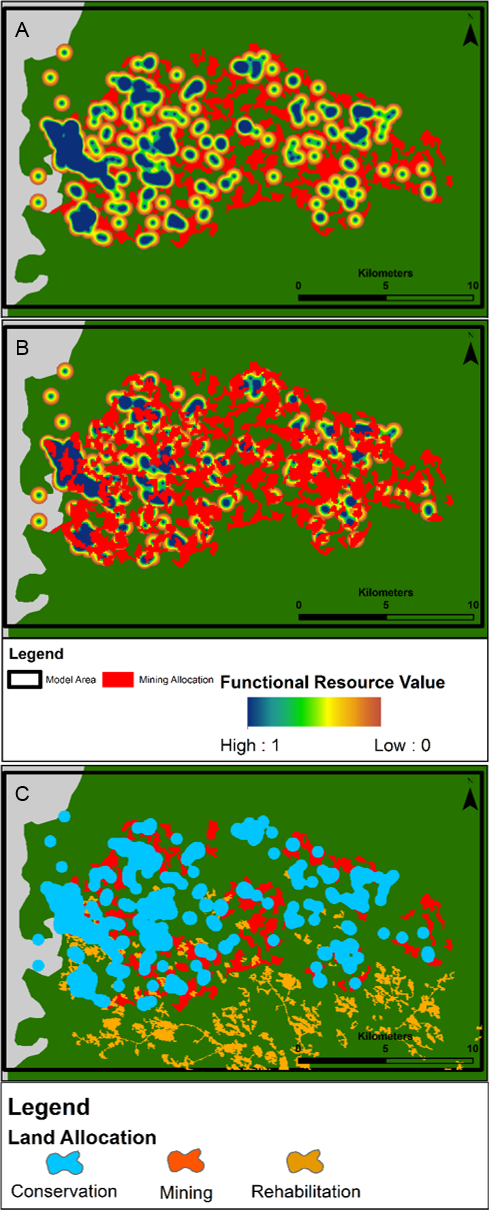 A
N
Kilometers
0 5 10
B
N
Kilometers
0 5 10
Legend
Model Area Mining Allocation Functional Resource Value
High : 1 Low : 0
C
N
Kilometers
0 5 10
Legend
Land Allocation
Conservation Mining Rehabilitation